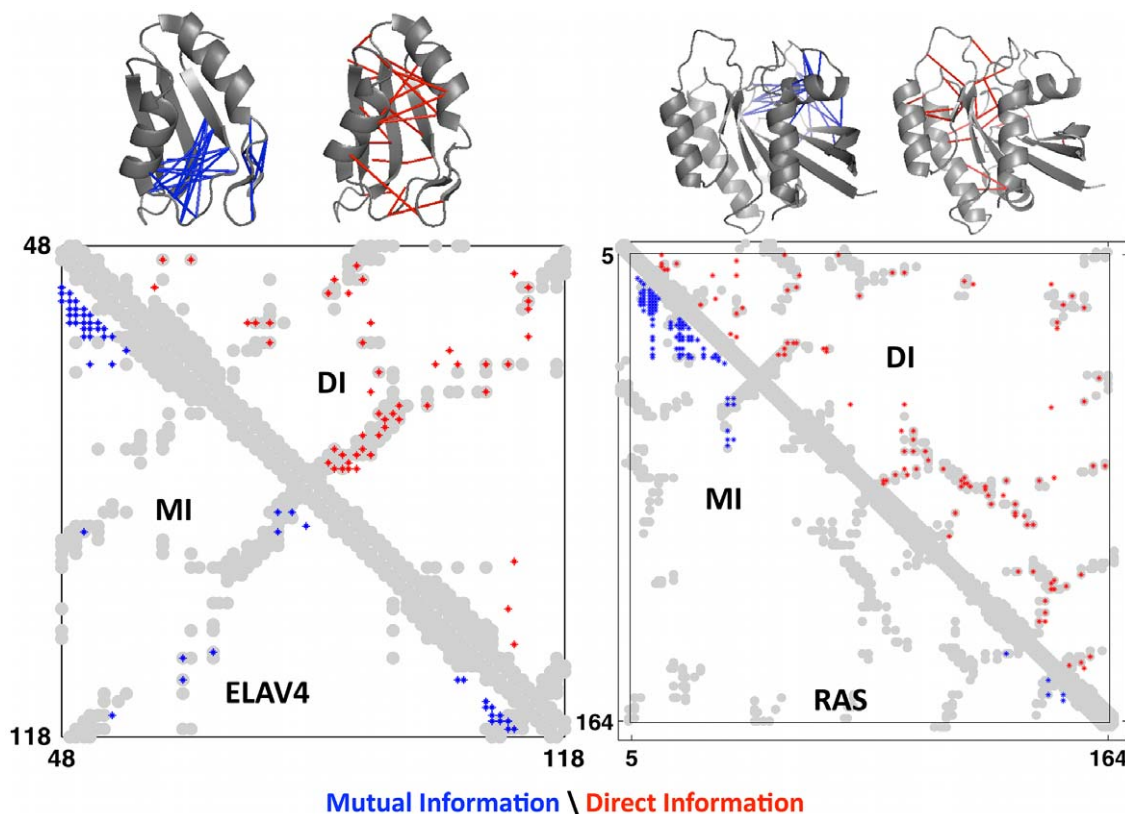 48
DI
MI
ELAV4
118
48
118
5
DI
MI
RAS
164
5
164
Mutual Information \ Direct Information